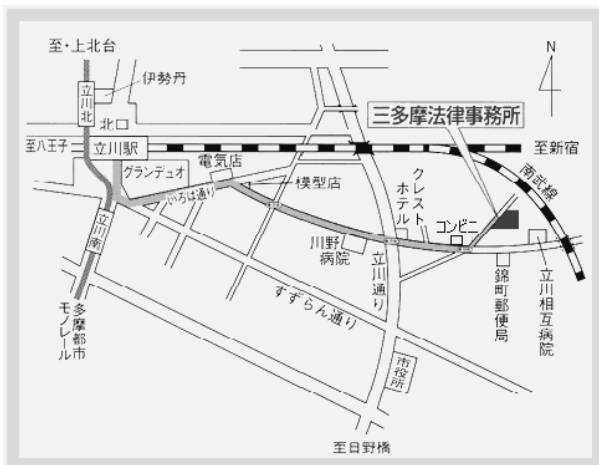 至・上北台
伊勢丹
立川北
北口
N
三多摩法律事務所
至八王子
立川駅
至新宿
グランデュオ
電気店
模型店
いろは通り
クレスト
ホテル
コンビニ
南武線
立川南
川野
病院
立川通り
すずらん通り
錦町郵便局
立川相互病院
多摩都市
モノレール
市役所
至日野橋